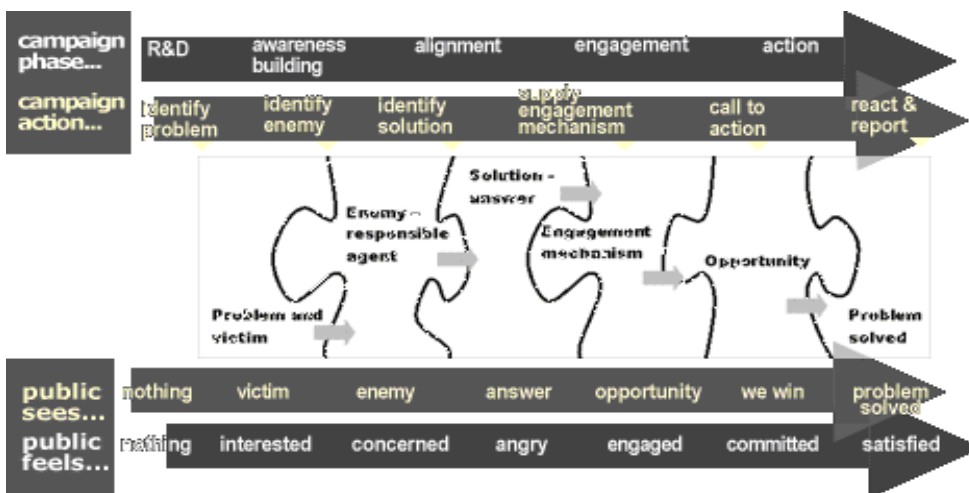 campaign phase...
R&D
awareness building
alignment
engagement
action
campaign action...
identify problem
identify enemy
identify solution
supply engagement mechanism
call to action
react & report
Problem and victim
Enemy – responsible agent
Solution – answer
Engagement mechanism
Opportunity
Problem solved
public sees...
nothing
victim
enemy
answer
opportunity
we win
problem solved
public feels...
nothing
interested
concerned
angry
engaged
committed
satisfied